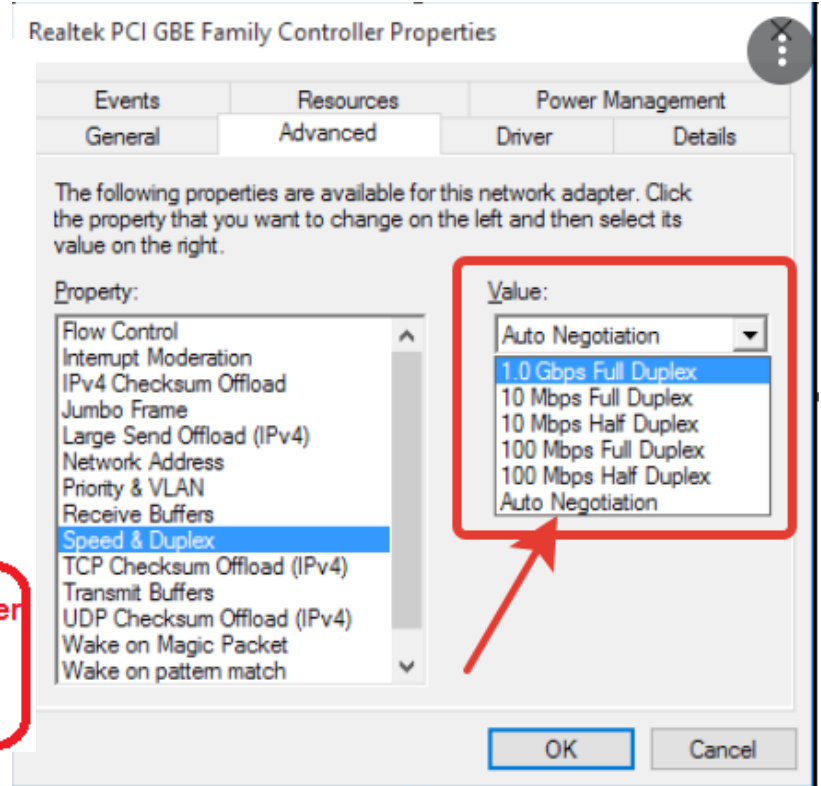 Realtek PCI GBE Family Controller Properties
Events Resources Power Management
General Advanced Driver Details
The following properties are available for this network adapter. Click
the property that you want to change on the left and then select its
value on the right.
Property:
Flow Control
Interrupt Moderation
IPv4 Checksum Offload
Jumbo Frame
Large Send Offload (IPv4)
Network Address
Priority & VLAN
Receive Buffers
Speed & Duplex
TCP Checksum Offload (IPv4)
Transmit Buffers
UDP Checksum Offload (IPv4)
Wake on Magic Packet
Wake on pattern match
Value:
Auto Negotiation
1.0 Gbps Full Duplex
10 Mbps Full Duplex
10 Mbps Half Duplex
100 Mbps Full Duplex
100 Mbps Half Duplex
Auto Negotiation
er
OK Cancel